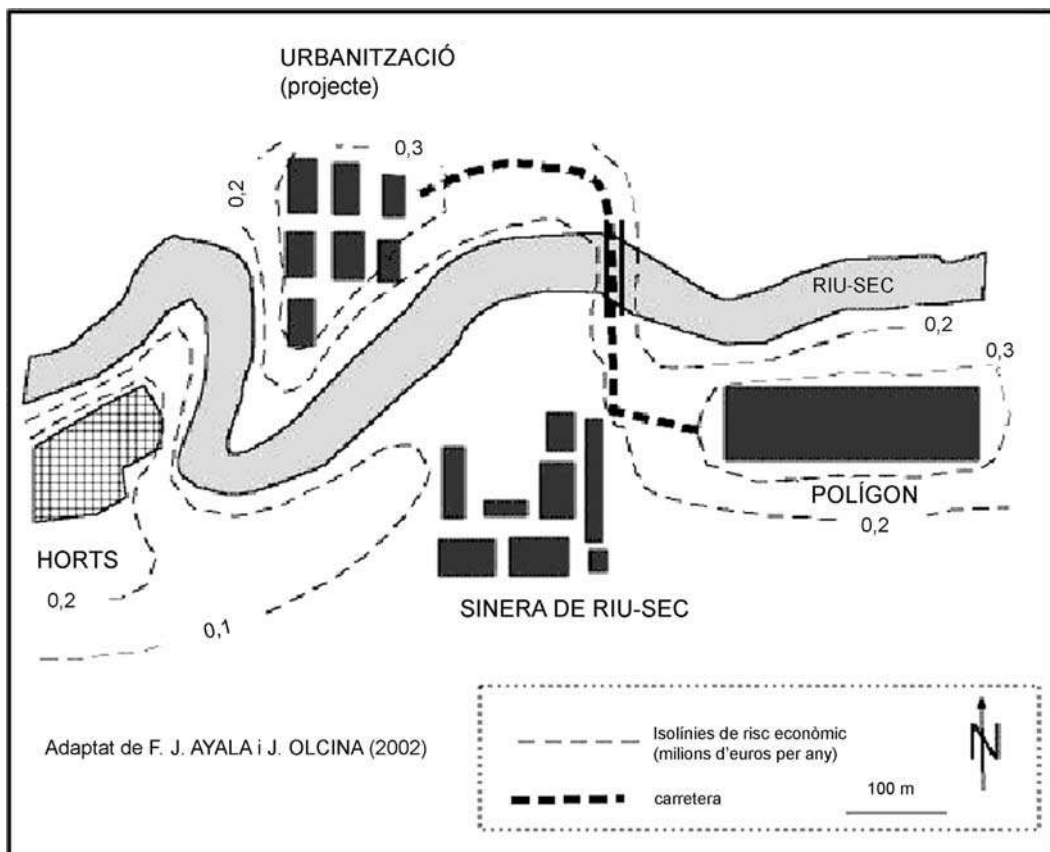 URBANITZACIÓ
(projecte)
0,3
0,2
RIU-SEC
0,2
0,3
POLÍGON
0,2
HORTS
0,2
0,1
SINERA DE RIU-SEC
Adaptat de F. J. AYALA i J. OLCINA (2002)
Isolínies de risc econòmic
(milions d'euros per any)
carretera
100 m
N